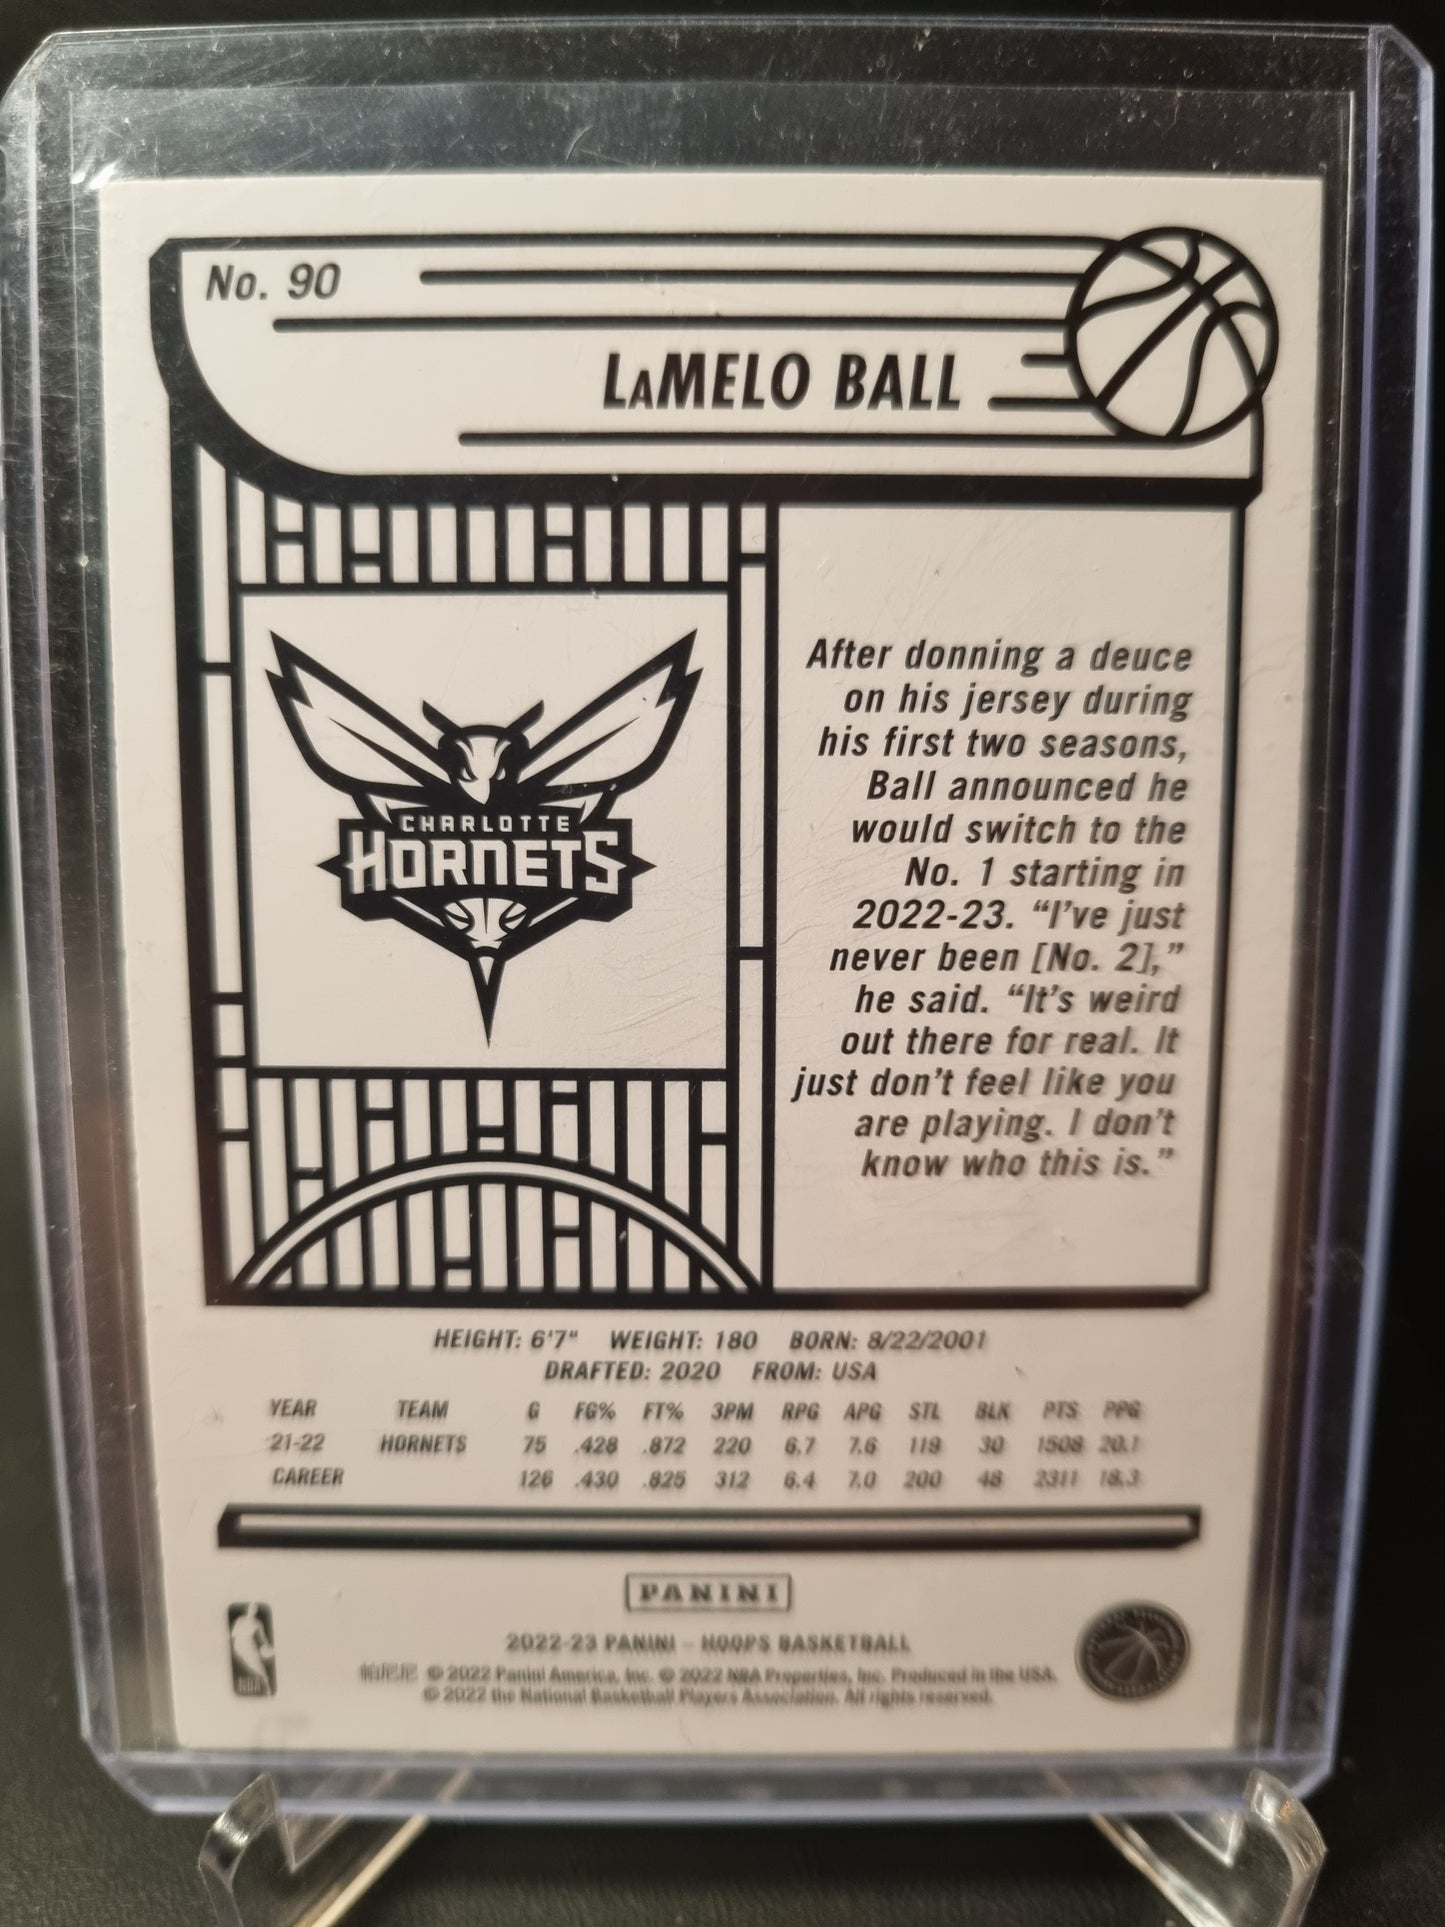 No. 90
LaMELO BALL
CHARLOTTE
HORNETS
After donning a deuce
on his jersey during
his first two seasons,
Ball announced he
would switch to the
No. 1 starting in
2022-23. “I’ve just
never been [No. 2],”
he said. “It’s weird
out there for real. It
just don’t feel like you
are playing. I don’t
know who this is.”
HEIGHT: 6'7" WEIGHT: 180 BORN: 8/22/2001
DRAFTED: 2020 FROM: USA
YEAR TEAM G FG% FT% 3PM RPG APG STL BLK PTS PPG
21-22 HORNETS 75 .428 .872 220 6.7 7.6 119 30 1508 20.1
CAREER 126 .430 .825 312 6.4 7.0 200 48 2311 18.3
PANINI
2022-23 PANINI – HOOPS BASKETBALL
帕尼尼 © 2022 Panini America, Inc. © 2022 NBA Properties, Inc. Produced in the USA.
© 2022 the National Basketball Players Association. All rights reserved.
NBA